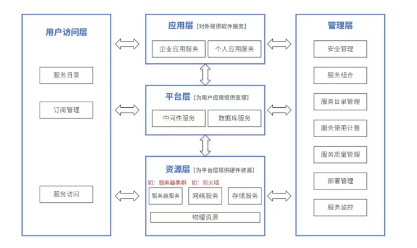 用户访问层
服务目录
订阅管理
服务访问
应用层【对外提供软件服务】
企业应用服务 个人应用服务
平台层【为用户应用提供支撑】
中间件服务 数据库服务
资源层【为平台层提供硬件资源】
如：服务器集群 如：防火墙
服务器服务 网络服务 存储服务
物理资源
管理层
安全管理
服务组合
服务目录管理
服务使用计量
服务质量管理
部署管理
服务监控